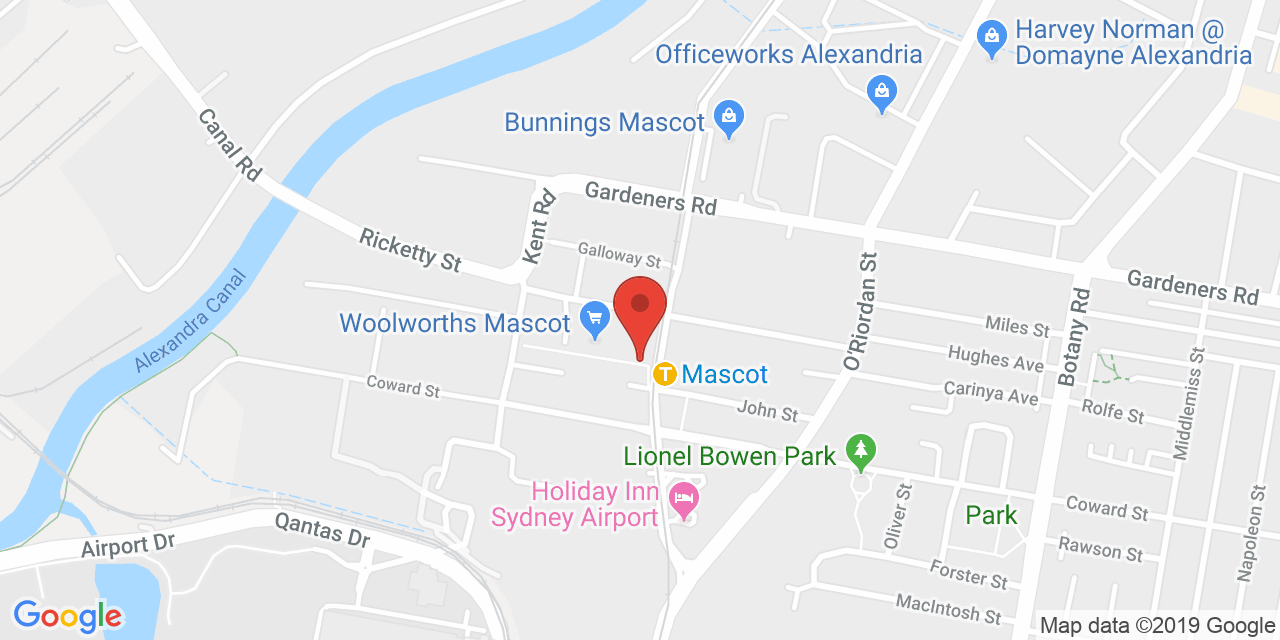 Harvey Norman @
Domayne Alexandria
Officeworks Alexandria
Bunnings Mascot
Canal Rd
Gardeners Rd
Kent Rd
Ricketty St
Galloway St
O'Riordan St
Gardeners Rd
Botany Rd
Alexandra Canal
Woolworths Mascot
Miles St
Hughes Ave
T Mascot
Carinya Ave
Middlemiss St
Coward St
John St
Rolfe St
Lionel Bowen Park
Holiday Inn
Sydney Airport
Oliver St
Park
Coward St
Napoleon St
Qantas Dr
Airport Dr
Rawson St
Forster St
MacIntosh St
Google
Map data ©2019 Google